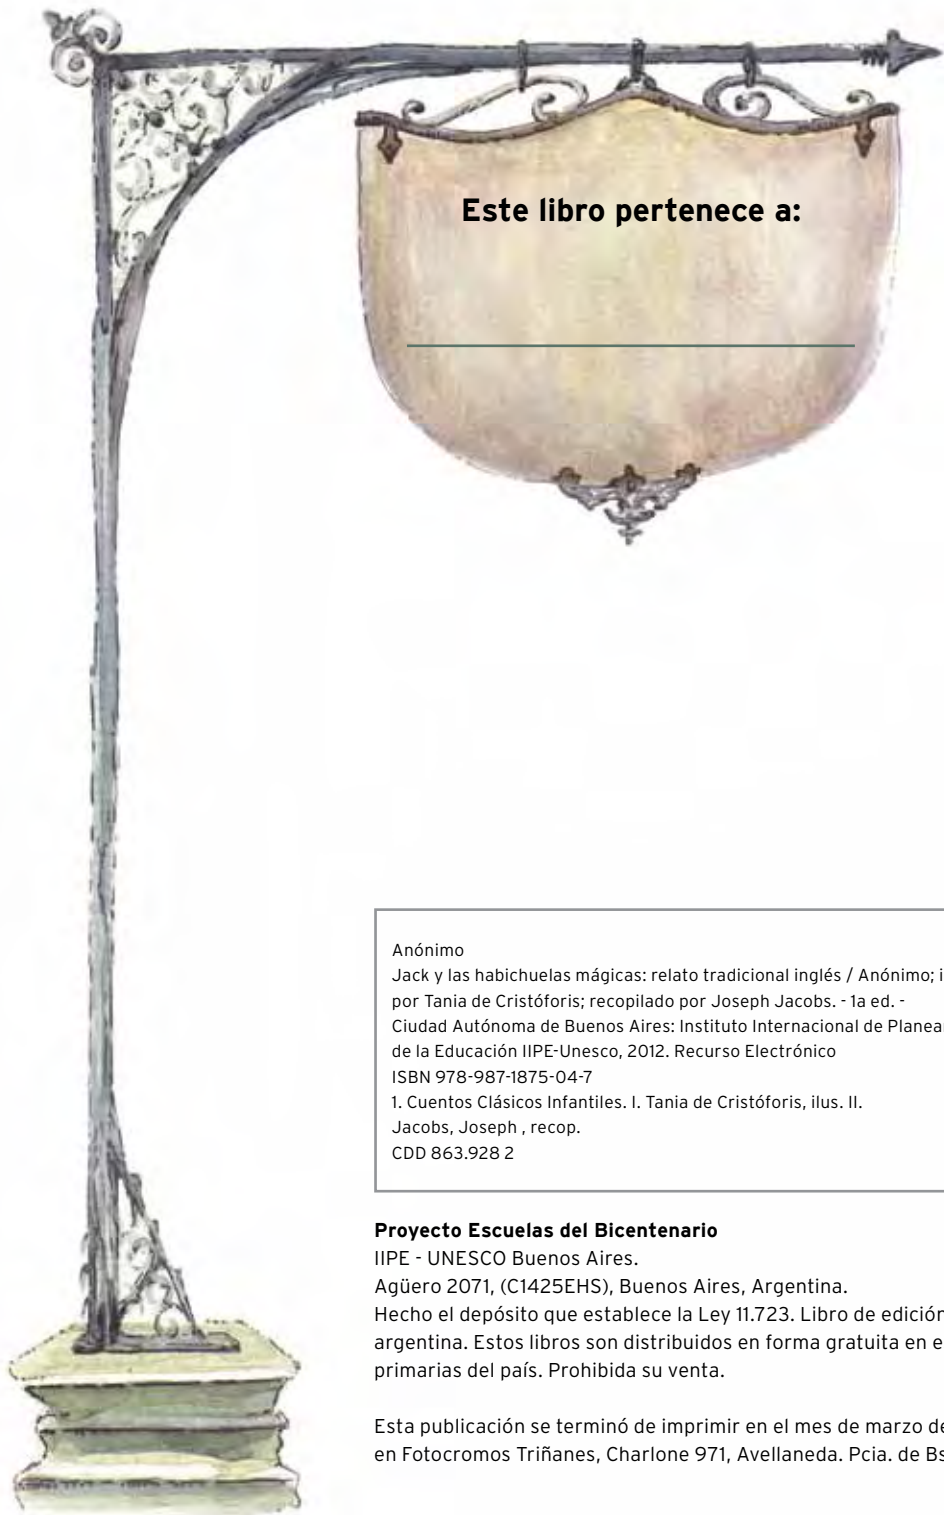 Este libro pertenece a:
Anónimo
Jack y las habichuelas mágicas: relato tradicional inglés / Anónimo;
por Tania de Cristóforis; recopilado por Joseph Jacobs. - 1a ed. -
Ciudad Autónoma de Buenos Aires: Instituto Internacional de
de la Educación IIPE-Unesco, 2012. Recurso Electrónico
ISBN 978-987-1875-04-7
1. Cuentos Clásicos Infantiles. I. Tania de Cristóforis, ilus. II.
Jacobs, Joseph , recop.
CDD 863.928 2
Proyecto Escuelas del Bicentenario
IIPE - UNESCO Buenos Aires.
Agüero 2071, (C1425EHS), Buenos Aires, Argentina.
Hecho el depósito que establece la Ley 11.723. Libro de edición
argentina. Estos libros son distribuidos en forma gratuita en
primarias del país. Prohibida su venta.
Esta publicación se terminó de imprimir en el mes de marzo de
en Fotocromos Triñanes, Charlone 971, Avellaneda. Pcia. de